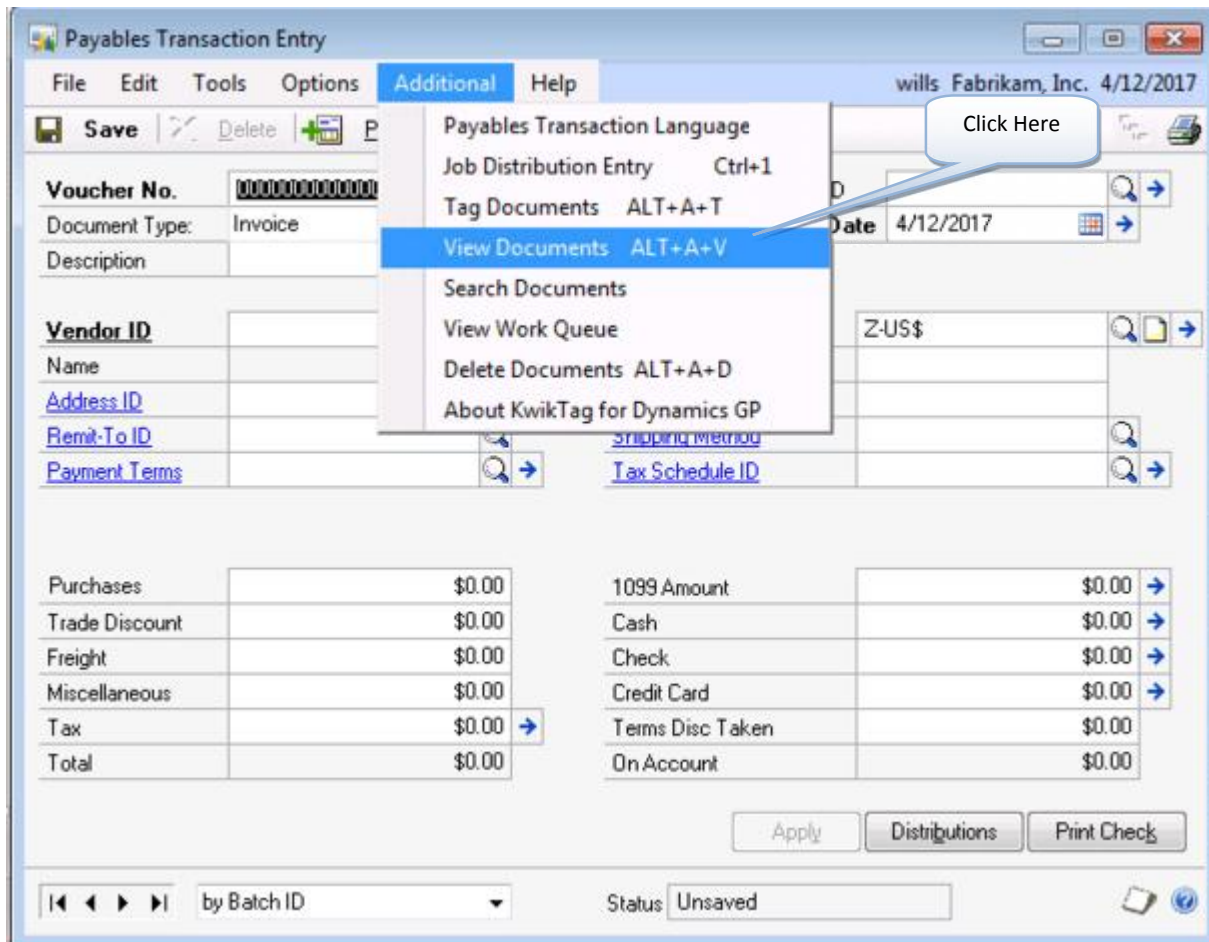 Payables Transaction Entry
File Edit Tools Options Additional Help wills Fabrikam, Inc. 4/12/2017
Save Delete P
Click Here
Payables Transaction Language
Job Distribution Entry Ctrl+1
Tag Documents ALT+A+T
View Documents ALT+A+V
Search Documents
View Work Queue
Delete Documents ALT+A+D
About KwikTag for Dynamics GP
Voucher No. D
Document Type: Invoice Date 4/12/2017
Description
Vendor ID Z-US$
Name
Address ID
Remit-To ID Shipping Method
Payment Terms Tax Schedule ID
Purchases $0.00 1099 Amount $0.00
Trade Discount $0.00 Cash $0.00
Freight $0.00 Check $0.00
Miscellaneous $0.00 Credit Card $0.00
Tax $0.00 Terms Disc Taken $0.00
Total $0.00 On Account $0.00
Apply Distributions Print Check
by Batch ID Status Unsaved